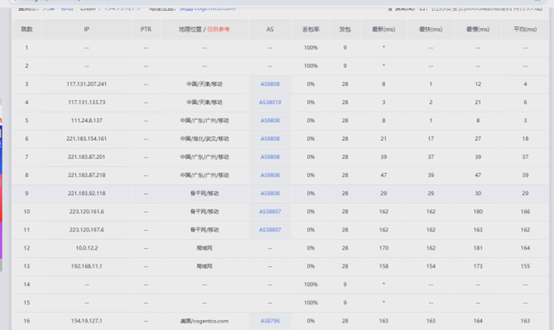 跳数 IP PTR 地理位置 / 仅供参考 AS 丢包率 发包 最新(ms) 最快(ms) 最慢(ms) 平均(ms)
1 -- -- -- -- 100% 9 * -- -- --
2 -- -- -- -- 100% 9 * -- -- --
3 117.131.207.241 -- 中国/天津/移动 AS9808 0% 28 8 1 12 4
4 117.131.133.73 -- 中国/天津/移动 AS38019 0% 28 3 2 21 6
5 111.24.8.137 -- 中国/广东/广州/移动 AS9808 0% 28 8 1 8 3
6 221.183.154.161 -- 中国/湖北/武汉/移动 AS9808 0% 28 21 17 27 18
7 221.183.87.201 -- 中国/广东/广州/移动 AS9808 0% 28 39 37 39 37
8 221.183.87.218 -- 中国/广东/广州/移动 AS9808 0% 28 47 39 47 39
9 221.183.92.118 -- 骨干网/移动 AS9808 0% 28 29 29 30 29
10 223.120.161.6 -- 骨干网/移动 AS58807 0% 28 162 162 180 166
11 223.120.197.6 -- 骨干网/移动 AS58807 0% 28 162 162 163 162
12 10.0.12.2 -- 局域网 0% 28 170 162 181 164
13 192.168.11.1 -- 局域网 0% 28 158 154 173 155
14 -- -- -- -- 100% 9 * -- -- --
15 -- -- -- -- 100% 9 * -- -- --
16 154.19.127.1 -- 美国/cogentco.com AS8796 0% 28 163 163 164 163